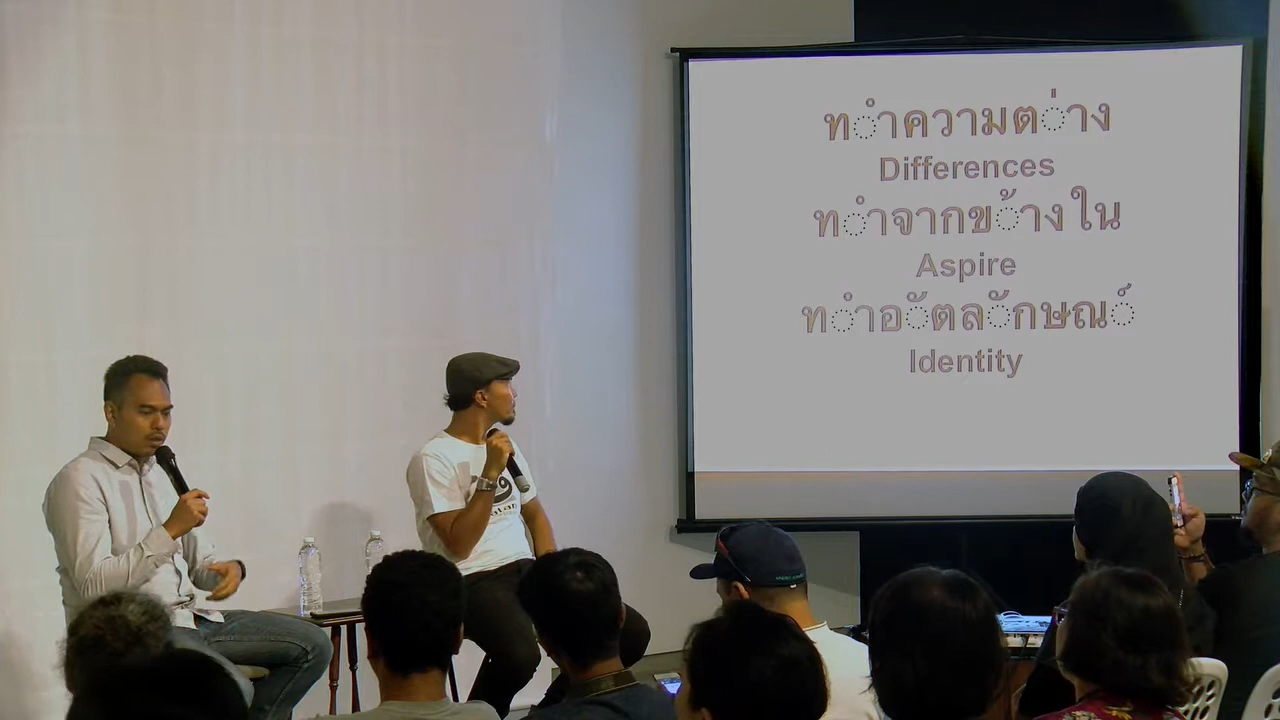 ทำความต่าง
Differences
ทำจากข้างใน
Aspire
ทำอัตลักษณ์
Identity